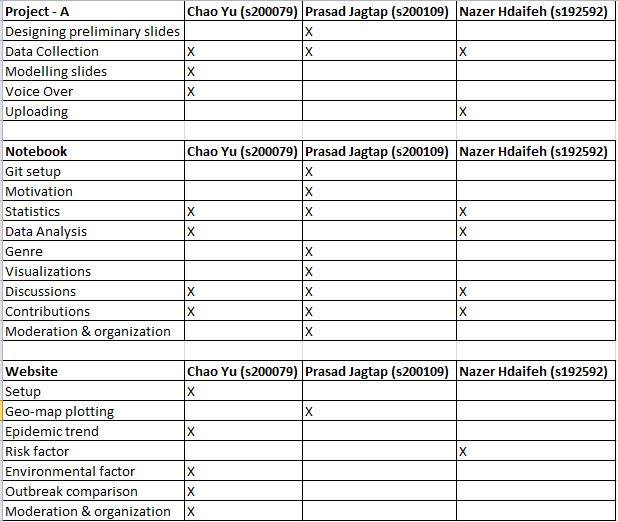 Project - A Chao Yu (s200079) Prasad Jagtap (s200109) Nazer Hdaifeh (s192592)
Designing preliminary slides X
Data Collection X X X
Modelling slides X
Voice Over X
Uploading X
Notebook Chao Yu (s200079) Prasad Jagtap (s200109) Nazer Hdaifeh (s192592)
Git setup X
Motivation X
Statistics X X X
Data Analysis X X
Genre X
Visualizations X
Discussions X X X
Contributions X X X
Moderation & organization X
Website Chao Yu (s200079) Prasad Jagtap (s200109) Nazer Hdaifeh (s192592)
Setup X
Geo-map plotting X
Epidemic trend X
Risk factor X
Environmental factor X
Outbreak comparison X
Moderation & organization X